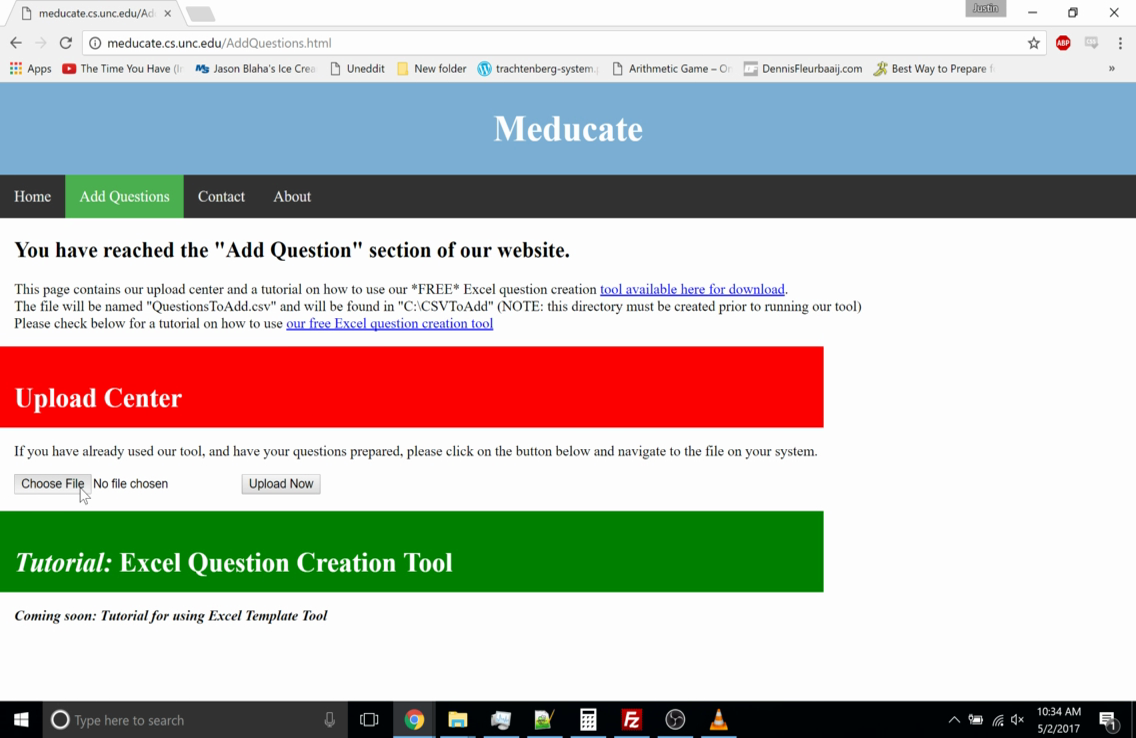 meducate.cs.unc.edu/Ad
Justin
meducate.cs.unc.edu/AddQuestions.html
ABP
Apps The Time You Have (Ir Jason Blaha's Ice Crea Uneddit New folder trachtenberg-system. Arithmetic Game – O DennisFleurbaaij.com Best Way to Prepare f »
Meducate
Home Add Questions Contact About
You have reached the "Add Question" section of our website.
This page contains our upload center and a tutorial on how to use our *FREE* Excel question creation tool available here for download.
The file will be named "QuestionsToAdd.csv" and will be found in "C:\CSVToAdd" (NOTE: this directory must be created prior to running our tool)
Please check below for a tutorial on how to use our free Excel question creation tool
Upload Center
If you have already used our tool, and have your questions prepared, please click on the button below and navigate to the file on your system.
Choose File No file chosen Upload Now
Tutorial: Excel Question Creation Tool
Coming soon: Tutorial for using Excel Template Tool
Type here to search
10:34 AM
5/2/2017
1